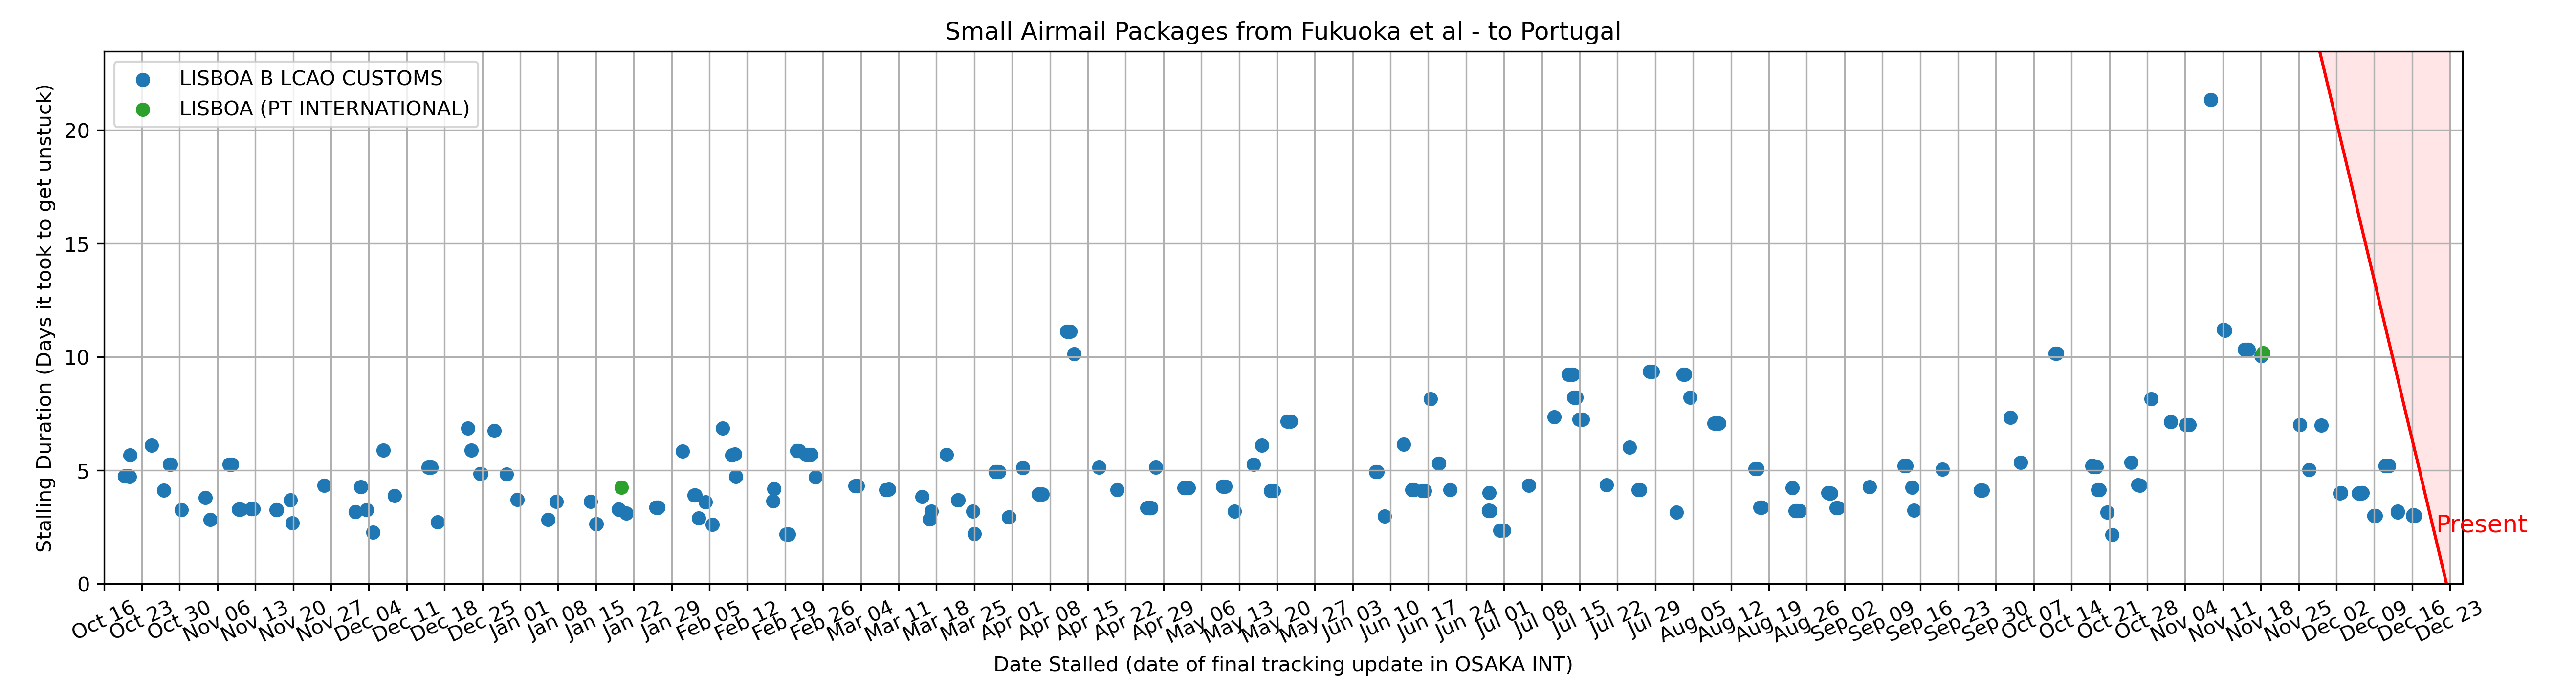 Small Airmail Packages from Fukuoka et al - to Portugal
LISBOA B LCAO CUSTOMS
LISBOA (PT INTERNATIONAL)
Stalling Duration (Days it took to get unstuck)
20
15
10
5
0
Present
Oct 16
Oct 23
Oct 30
Nov 06
Nov 13
Nov 20
Nov 27
Dec 04
Dec 11
Dec 18
Dec 25
Jan 01
Jan 08
Jan 15
Jan 22
Jan 29
Feb 05
Feb 12
Feb 19
Feb 26
Mar 04
Mar 11
Mar 18
Mar 25
Apr 01
Apr 08
Apr 15
Apr 22
Apr 29
May 06
May 13
May 20
May 27
Jun 03
Jun 10
Jun 17
Jun 24
Jul 01
Jul 08
Jul 15
Jul 22
Jul 29
Aug 05
Aug 12
Aug 19
Aug 26
Sep 02
Sep 09
Sep 16
Sep 23
Sep 30
Oct 07
Oct 14
Oct 21
Oct 28
Nov 04
Nov 11
Nov 18
Nov 25
Dec 02
Dec 09
Dec 16
Dec 23
Date Stalled (date of final tracking update in OSAKA INT)